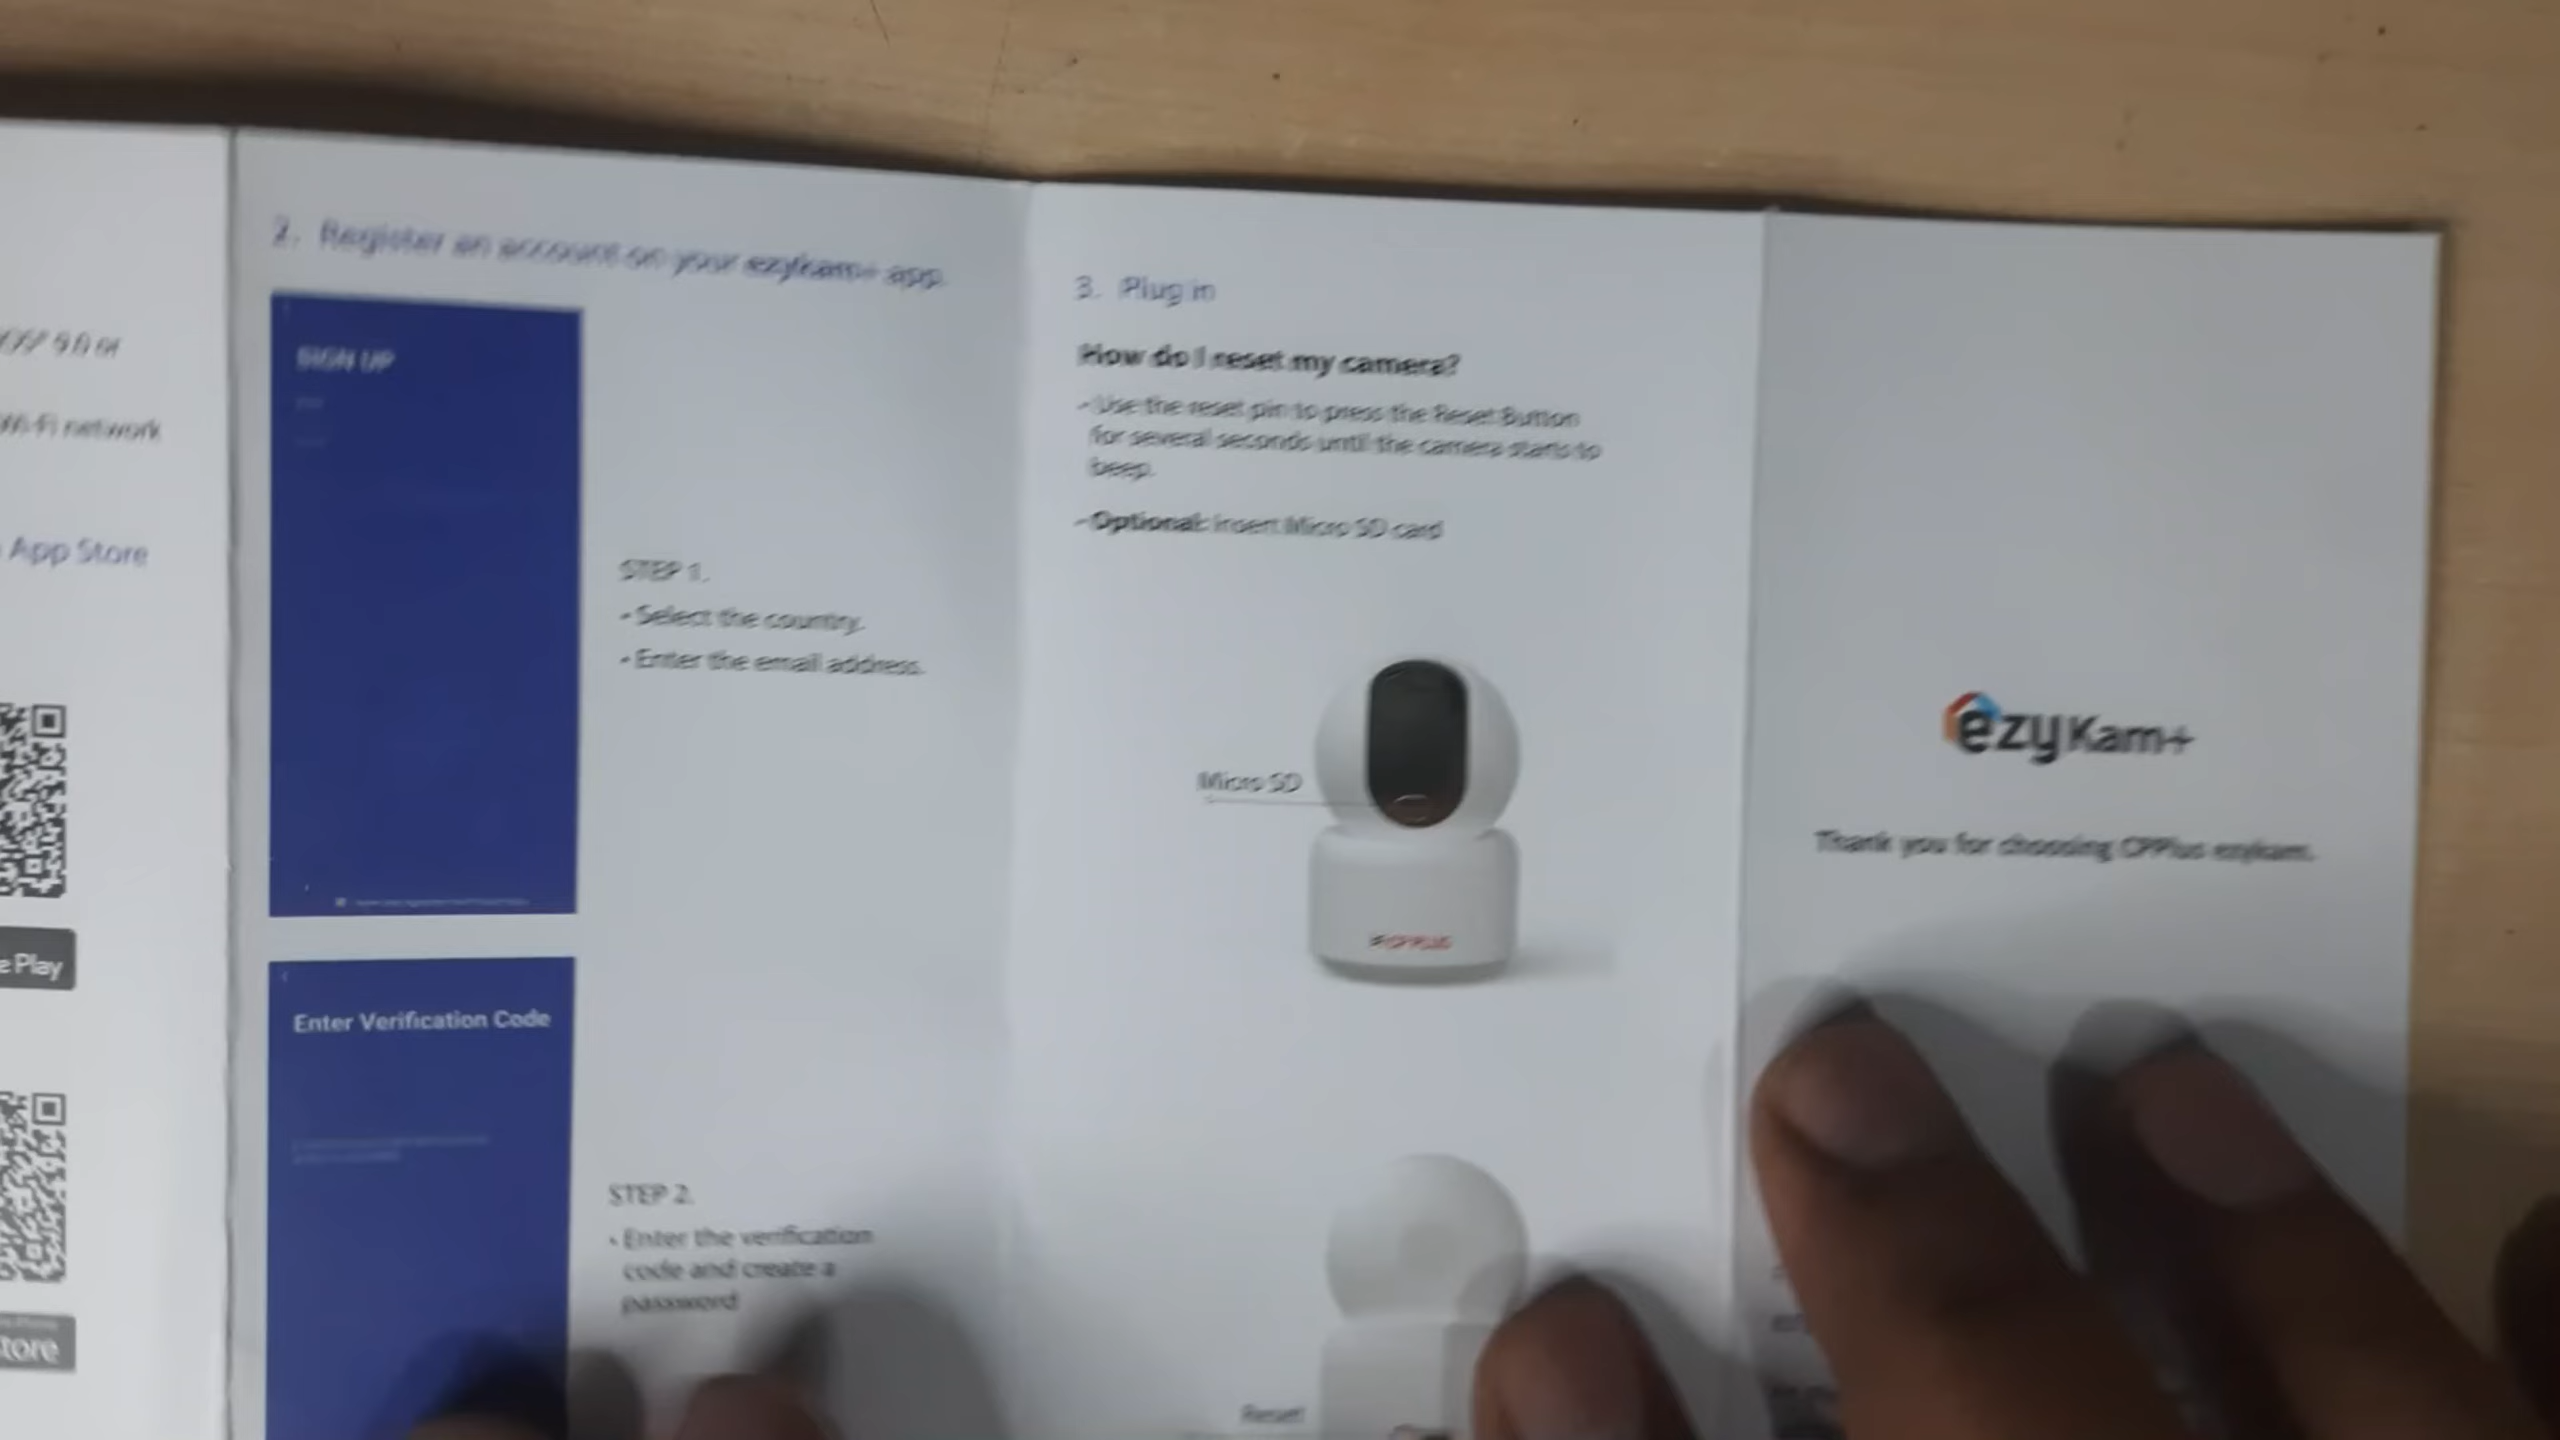 OS? 9.0 or
Wi-Fi network
App Store
e Play
tore
2. Register an account on your ezykam+ app.
SIGN UP
STEP 1.
• Select the country.
• Enter the email address.
Enter Verification Code
STEP 2.
• Enter the verification
code and create a
password
3. Plug in
How do I reset my camera?
- Use the reset pin to press the Reset Button
for several seconds until the camera starts to
beep.
- Optional: Insert Micro SD card
Micro SD
CP PLUS
Reset
ezyKam+
Thank you for choosing CPPlus ezykam.